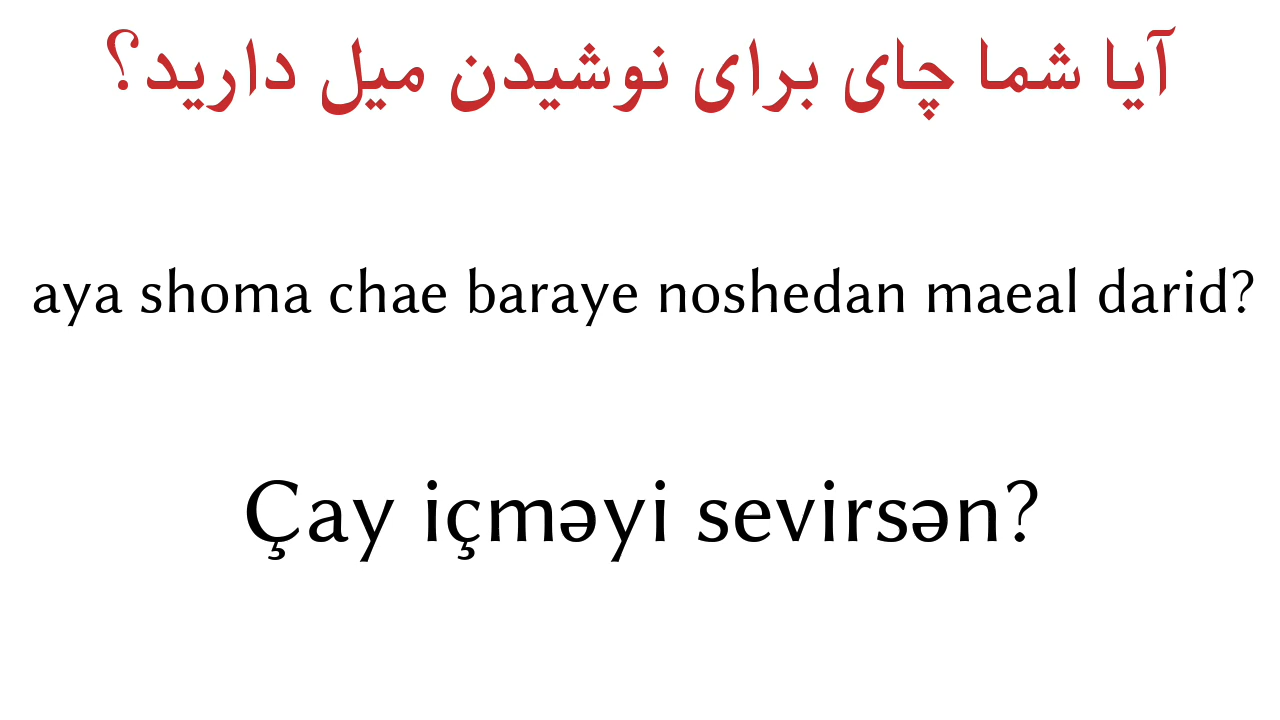 آیا شما چای برای نوشیدن میل دارید؟
aya shoma chae baraye noshedan maeal darid?
Çay içməyi sevirsən?